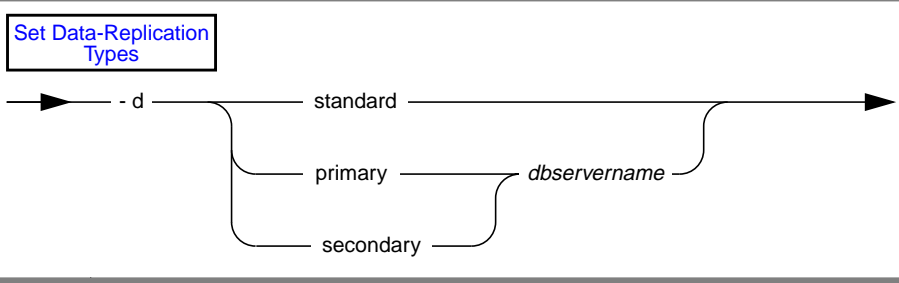 Set Data-Replication
Types
- d
standard
primary
dbservername
secondary